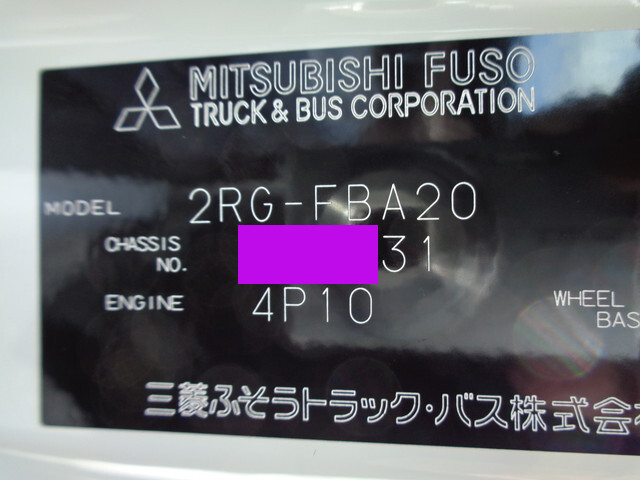 MITSUBISHI FUSO
TRUCK & BUS CORPORATION
MODEL 2RG-FBA20
CHASSIS NO. 31
ENGINE 4P10
WHEEL BAS
三菱ふそうトラック・バス株式会